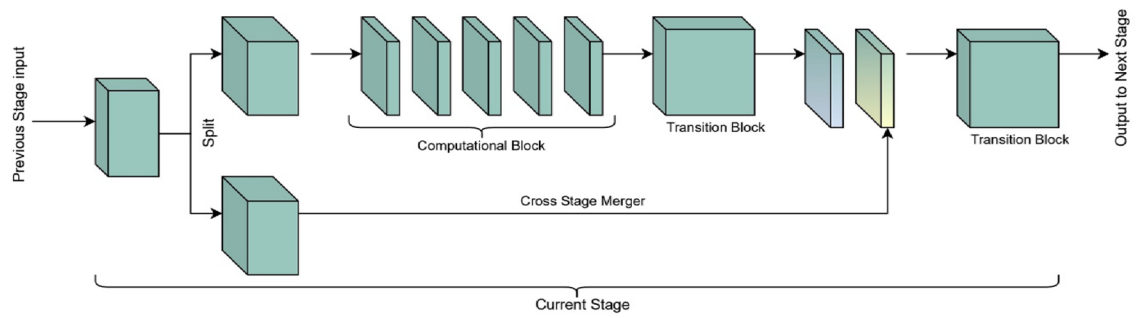 Previous Stage input
Split
Computational Block
Transition Block
Cross Stage Merger
Transition Block
Output to Next Stage
Current Stage